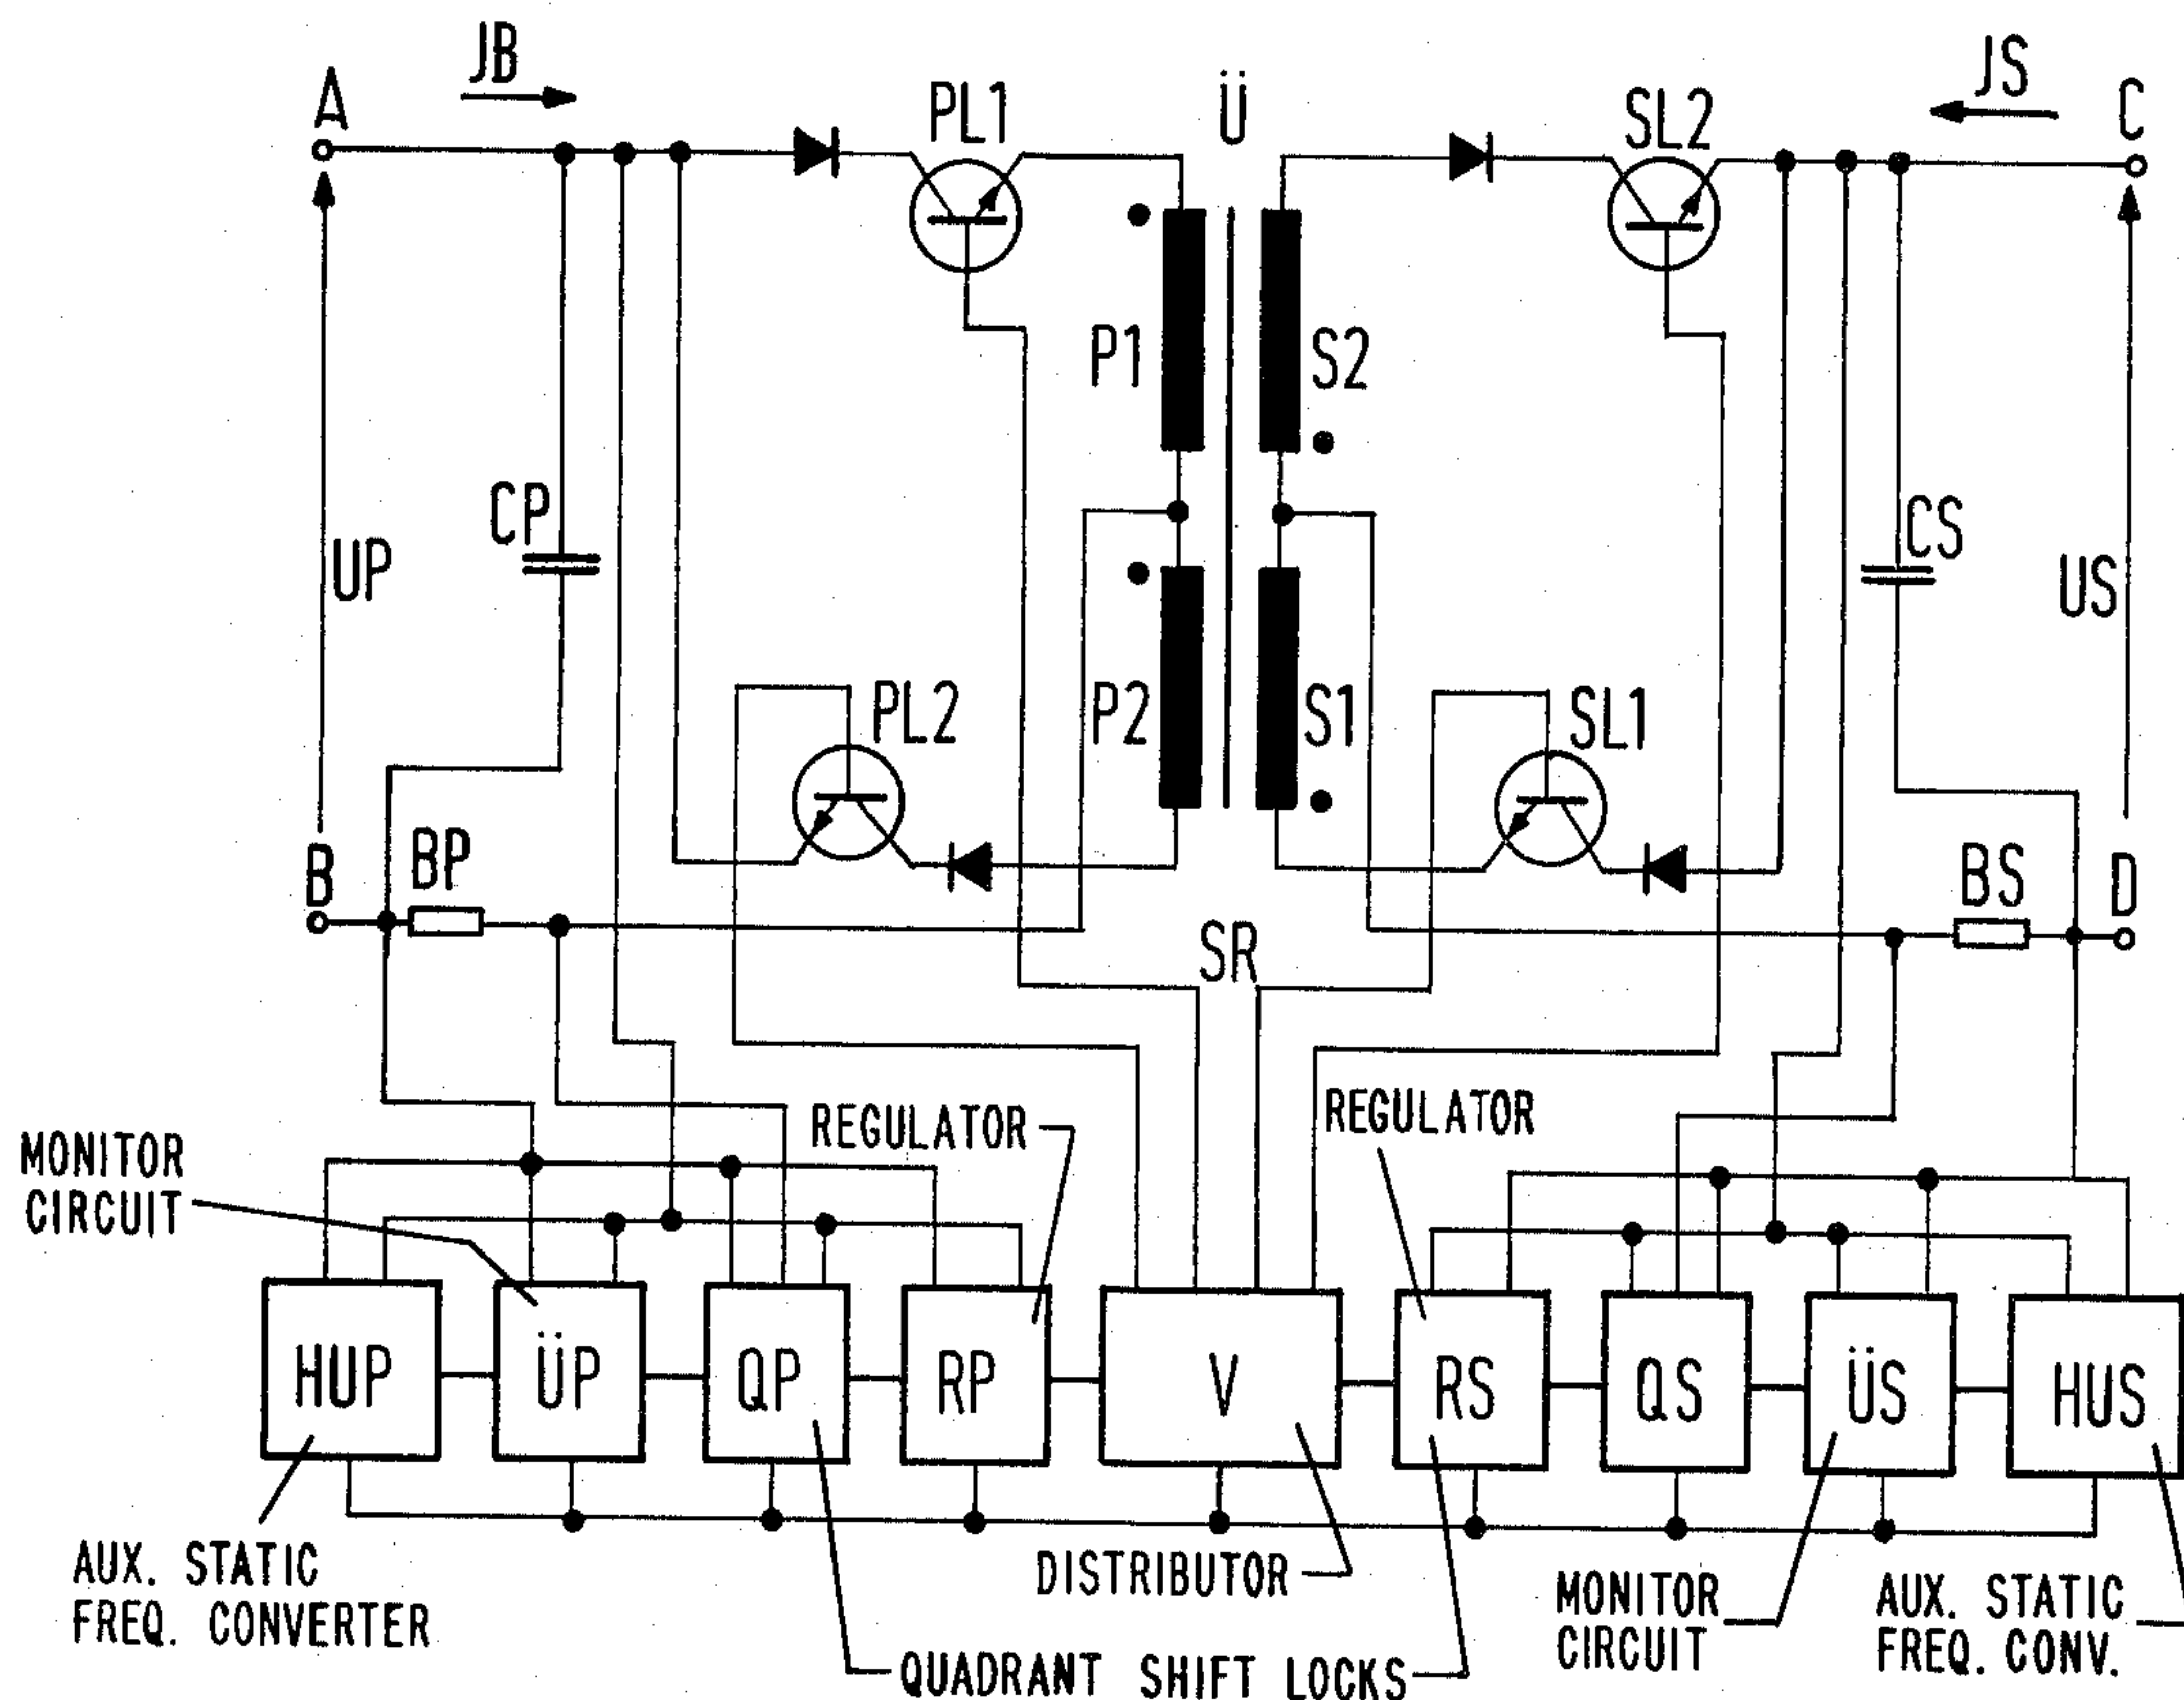 JB
JS
A
PL1
Ü
SL2
C
P1
S2
CP
CS
UP
US
PL2
P2
S1
SL1
B
BP
BS
D
SR
REGULATOR
REGULATOR
MONITOR
CIRCUIT
HUP
ÜP
QP
RP
V
RS
QS
ÜS
HUS
AUX. STATIC
FREQ. CONVERTER
DISTRIBUTOR
MONITOR
CIRCUIT
AUX. STATIC
FREQ. CONV.
QUADRANT SHIFT LOCKS